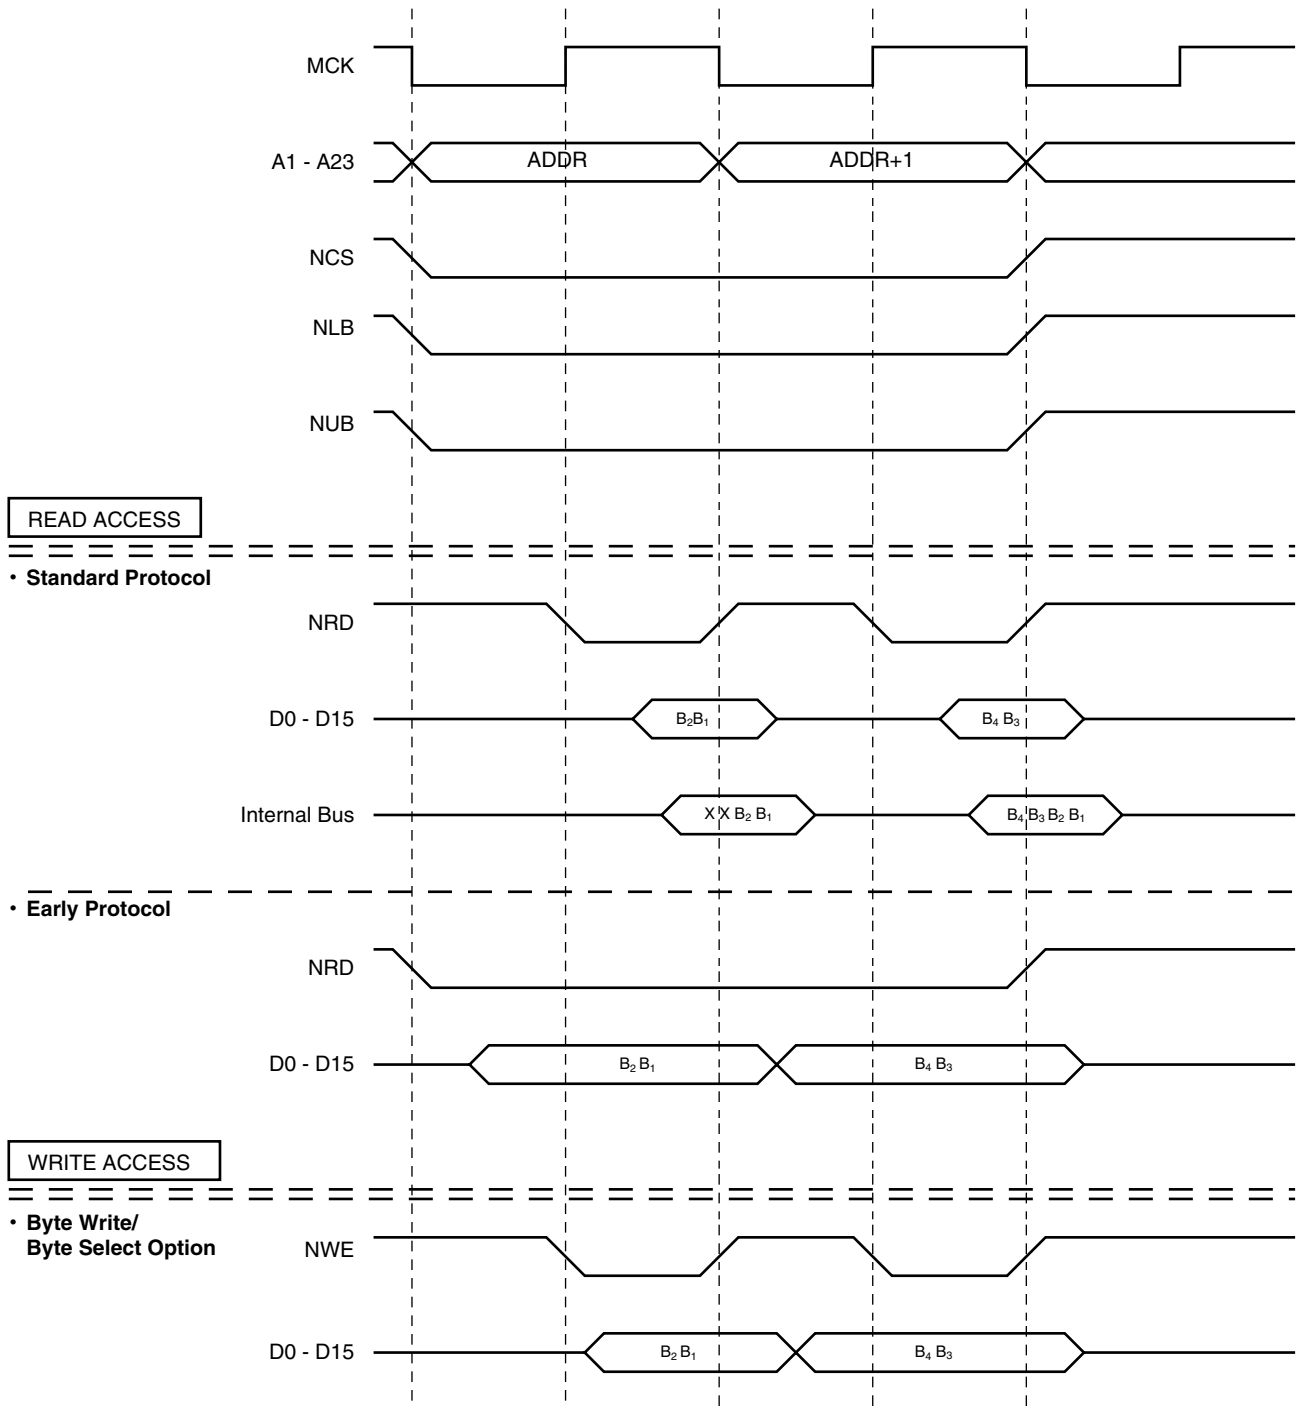 MCK
A1 - A23 ADDR ADDR+1
NCS
NLB
NUB
READ ACCESS
• Standard Protocol
NRD
D0 - D15 B₂B₁ B₄ B₃
Internal Bus X X B₂ B₁ B₄ B₃ B₂ B₁
• Early Protocol
NRD
D0 - D15 B₂ B₁ B₄ B₃
WRITE ACCESS
• Byte Write/
Byte Select Option NWE
D0 - D15 B₂ B₁ B₄ B₃